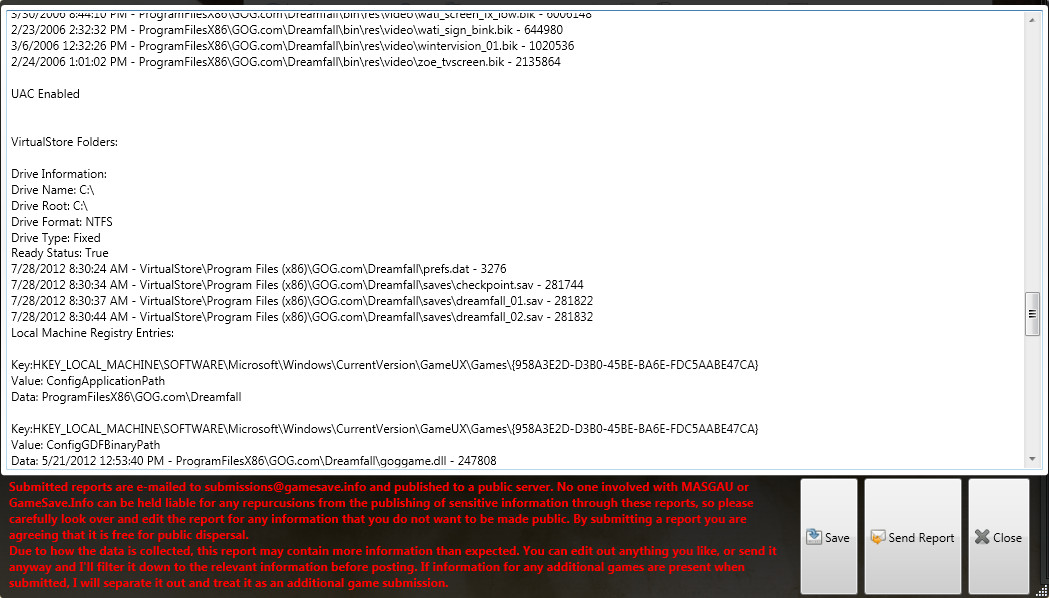 5/30/2006 8:44:10 PM - ProgramFilesX86\GOG.com\Dreamfall\bin\res\video\wati_screen_fx_low.bik - 6006148
2/23/2006 2:32:32 PM - ProgramFilesX86\GOG.com\Dreamfall\bin\res\video\wati_sign_bink.bik - 644980
3/6/2006 12:32:26 PM - ProgramFilesX86\GOG.com\Dreamfall\bin\res\video\wintervision_01.bik - 1020536
2/24/2006 1:01:02 PM - ProgramFilesX86\GOG.com\Dreamfall\bin\res\video\zoe_tvscreen.bik - 2135864
UAC Enabled
VirtualStore Folders:
Drive Information:
Drive Name: C:\
Drive Root: C:\
Drive Format: NTFS
Drive Type: Fixed
Ready Status: True
7/28/2012 8:30:24 AM - VirtualStore\Program Files (x86)\GOG.com\Dreamfall\prefs.dat - 3276
7/28/2012 8:30:34 AM - VirtualStore\Program Files (x86)\GOG.com\Dreamfall\saves\checkpoint.sav - 281744
7/28/2012 8:30:37 AM - VirtualStore\Program Files (x86)\GOG.com\Dreamfall\saves\dreamfall_01.sav - 281822
7/28/2012 8:30:44 AM - VirtualStore\Program Files (x86)\GOG.com\Dreamfall\saves\dreamfall_02.sav - 281832
Local Machine Registry Entries:
Key:HKEY_LOCAL_MACHINE\SOFTWARE\Microsoft\Windows\CurrentVersion\GameUX\Games\{958A3E2D-D3B0-45BE-BA6E-FDC5AABE47CA}
Value: ConfigApplicationPath
Data: ProgramFilesX86\GOG.com\Dreamfall
Key:HKEY_LOCAL_MACHINE\SOFTWARE\Microsoft\Windows\CurrentVersion\GameUX\Games\{958A3E2D-D3B0-45BE-BA6E-FDC5AABE47CA}
Value: ConfigGDFBinaryPath
Data: 5/21/2012 12:53:40 PM - ProgramFilesX86\GOG.com\Dreamfall\goggame.dll - 247808
Submitted reports are e-mailed to submissions@gamesave.info and published to a public server. No one involved with MASGAU or
GameSave.Info can be held liable for any repurcusions from the publishing of sensitive information through these reports, so please
carefully look over and edit the report for any information that you do not want to be made public. By submitting a report you are
agreeing that it is free for public dispersal.
Due to how the data is collected, this report may contain more information than expected. You can edit out anything you like, or send it
anyway and I'll filter it down to the relevant information before posting. If information for any additional games are present when
submitted, I will separate it out and treat it as an additional game submission.
Save
Send Report
Close